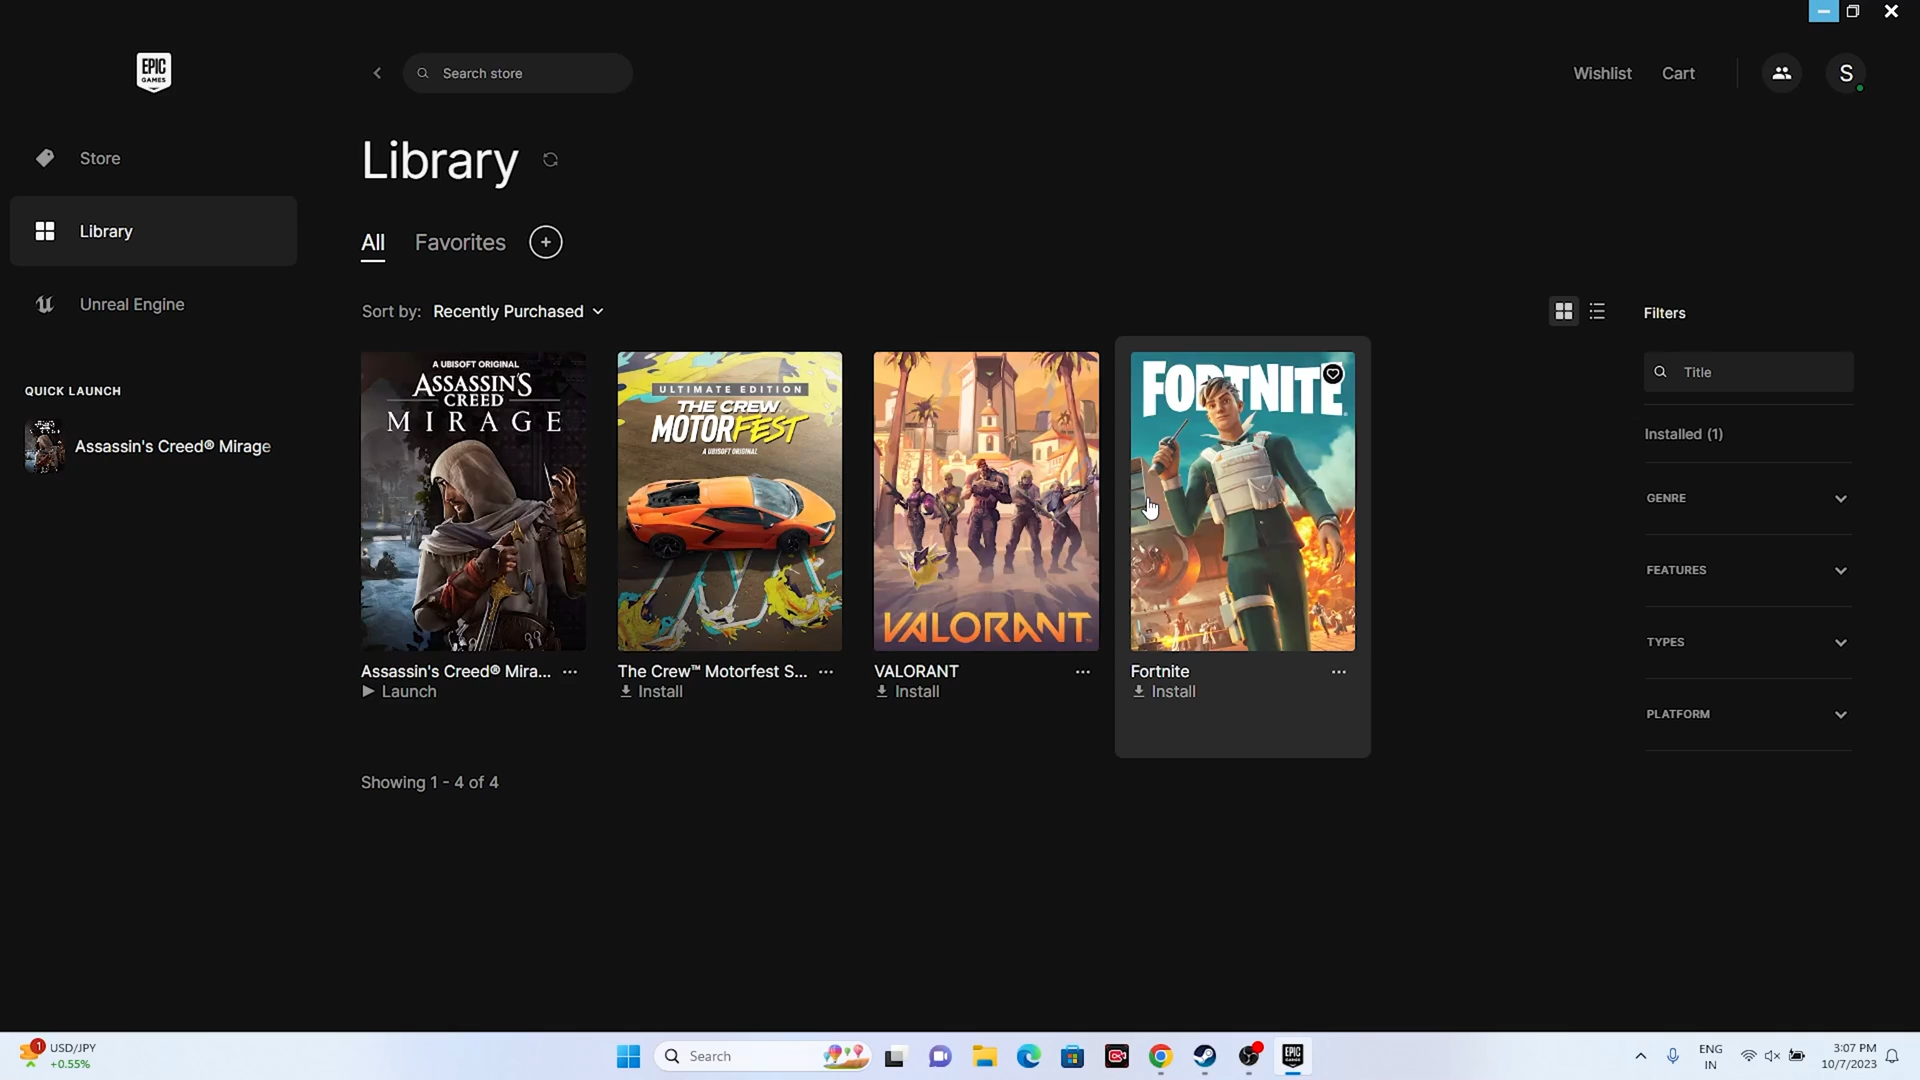 EPIC
GAMES
Search store
Wishlist
Cart
S
Store
Library
Unreal Engine
QUICK LAUNCH
Assassin's Creed® Mirage
Library
All
Favorites
Sort by:
Recently Purchased
A UBISOFT ORIGINAL
ASSASSIN'S
CREED
MIRAGE
ULTIMATE EDITION
THE CREW
MOTORFEST
A UBISOFT ORIGINAL
VALORANT
FORTNITE
Assassin's Creed® Mira... ...
Launch
The Crew™ Motorfest S... ...
Install
VALORANT ...
Install
Fortnite ...
Install
Showing 1 - 4 of 4
Filters
Title
Installed (1)
GENRE
FEATURES
TYPES
PLATFORM
1
USD/JPY
+0.55%
Search
EPIC
GAMES
ENG
IN
3:07 PM
10/7/2023